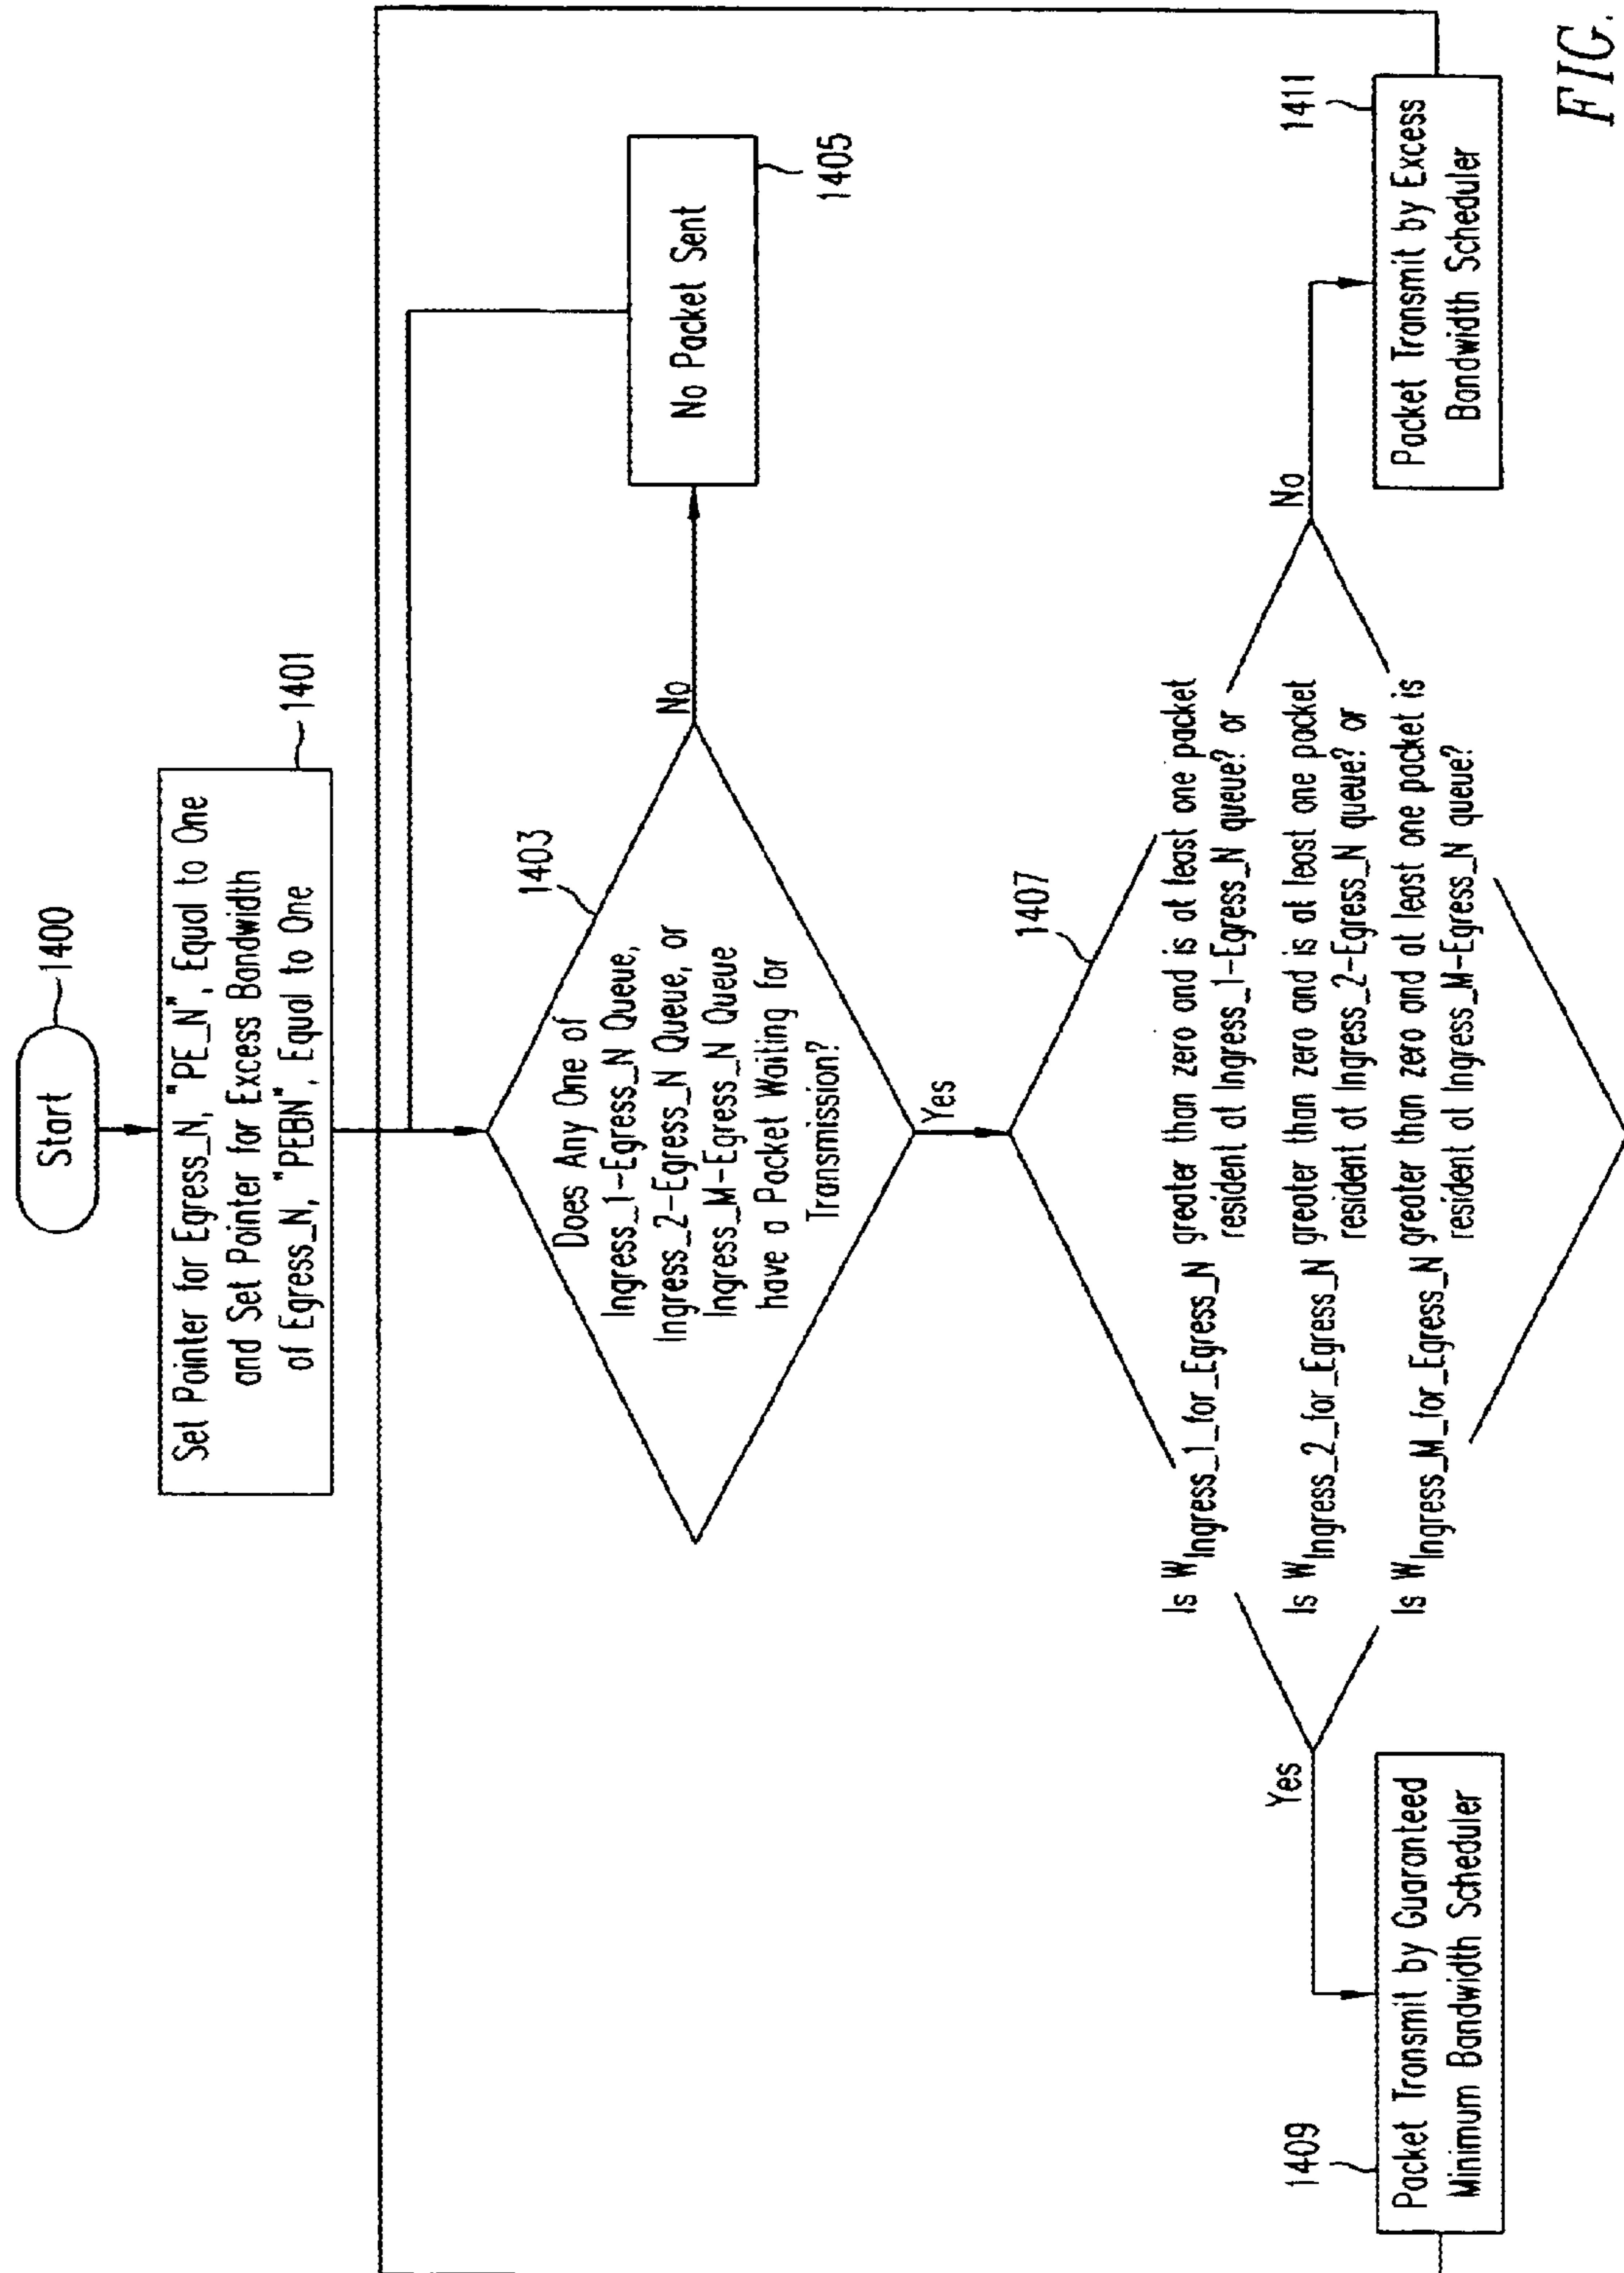 Start
1400
Set Pointer for Egress_N, "PE_N", Equal to One
and Set Pointer for Excess Bandwidth
of Egress_N, "PEBN", Equal to One
1401
1403
Does Any One of
Ingress_1-Egress_N Queue,
Ingress_2-Egress_N Queue, or
Ingress_M-Egress_N Queue
have a Packet Waiting for
Transmission?
No
No Packet Sent
1405
Yes
1407
Is WIngress_1_for_Egress_N greater than zero and is at least one packet
resident at Ingress_1-Egress_N queue? or
Is WIngress_2_for_Egress_N greater than zero and is at least one packet
resident at Ingress_2-Egress_N queue? or
Is WIngress_M_for_Egress_N greater than zero and at least one packet is
resident at Ingress_M-Egress_N queue?
Yes
No
1409
Packet Transmit by Guaranteed
Minimum Bandwidth Scheduler
1411
Packet Transmit by Excess
Bandwidth Scheduler
FIG.